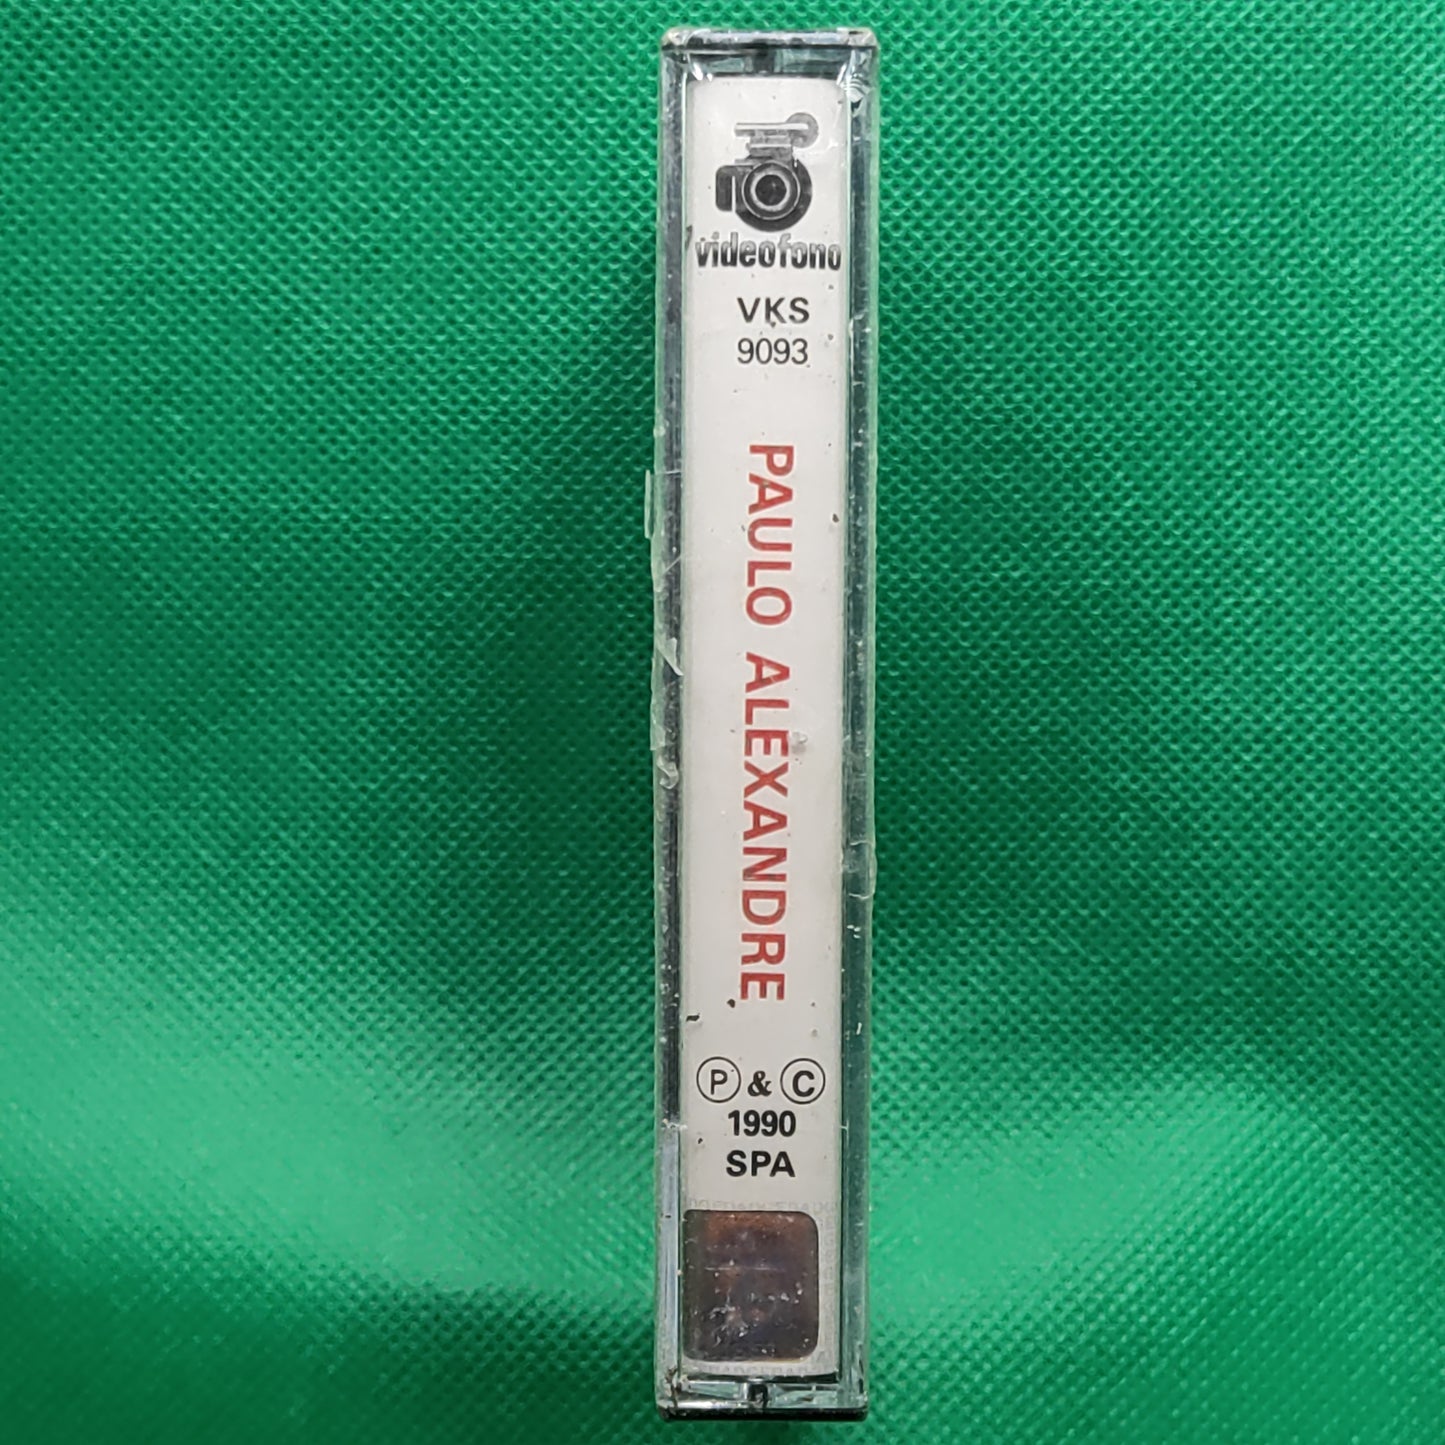 videofono
VKS
9093
PAULO ALEXANDRE
Ⓟ & Ⓒ
1990
SPA